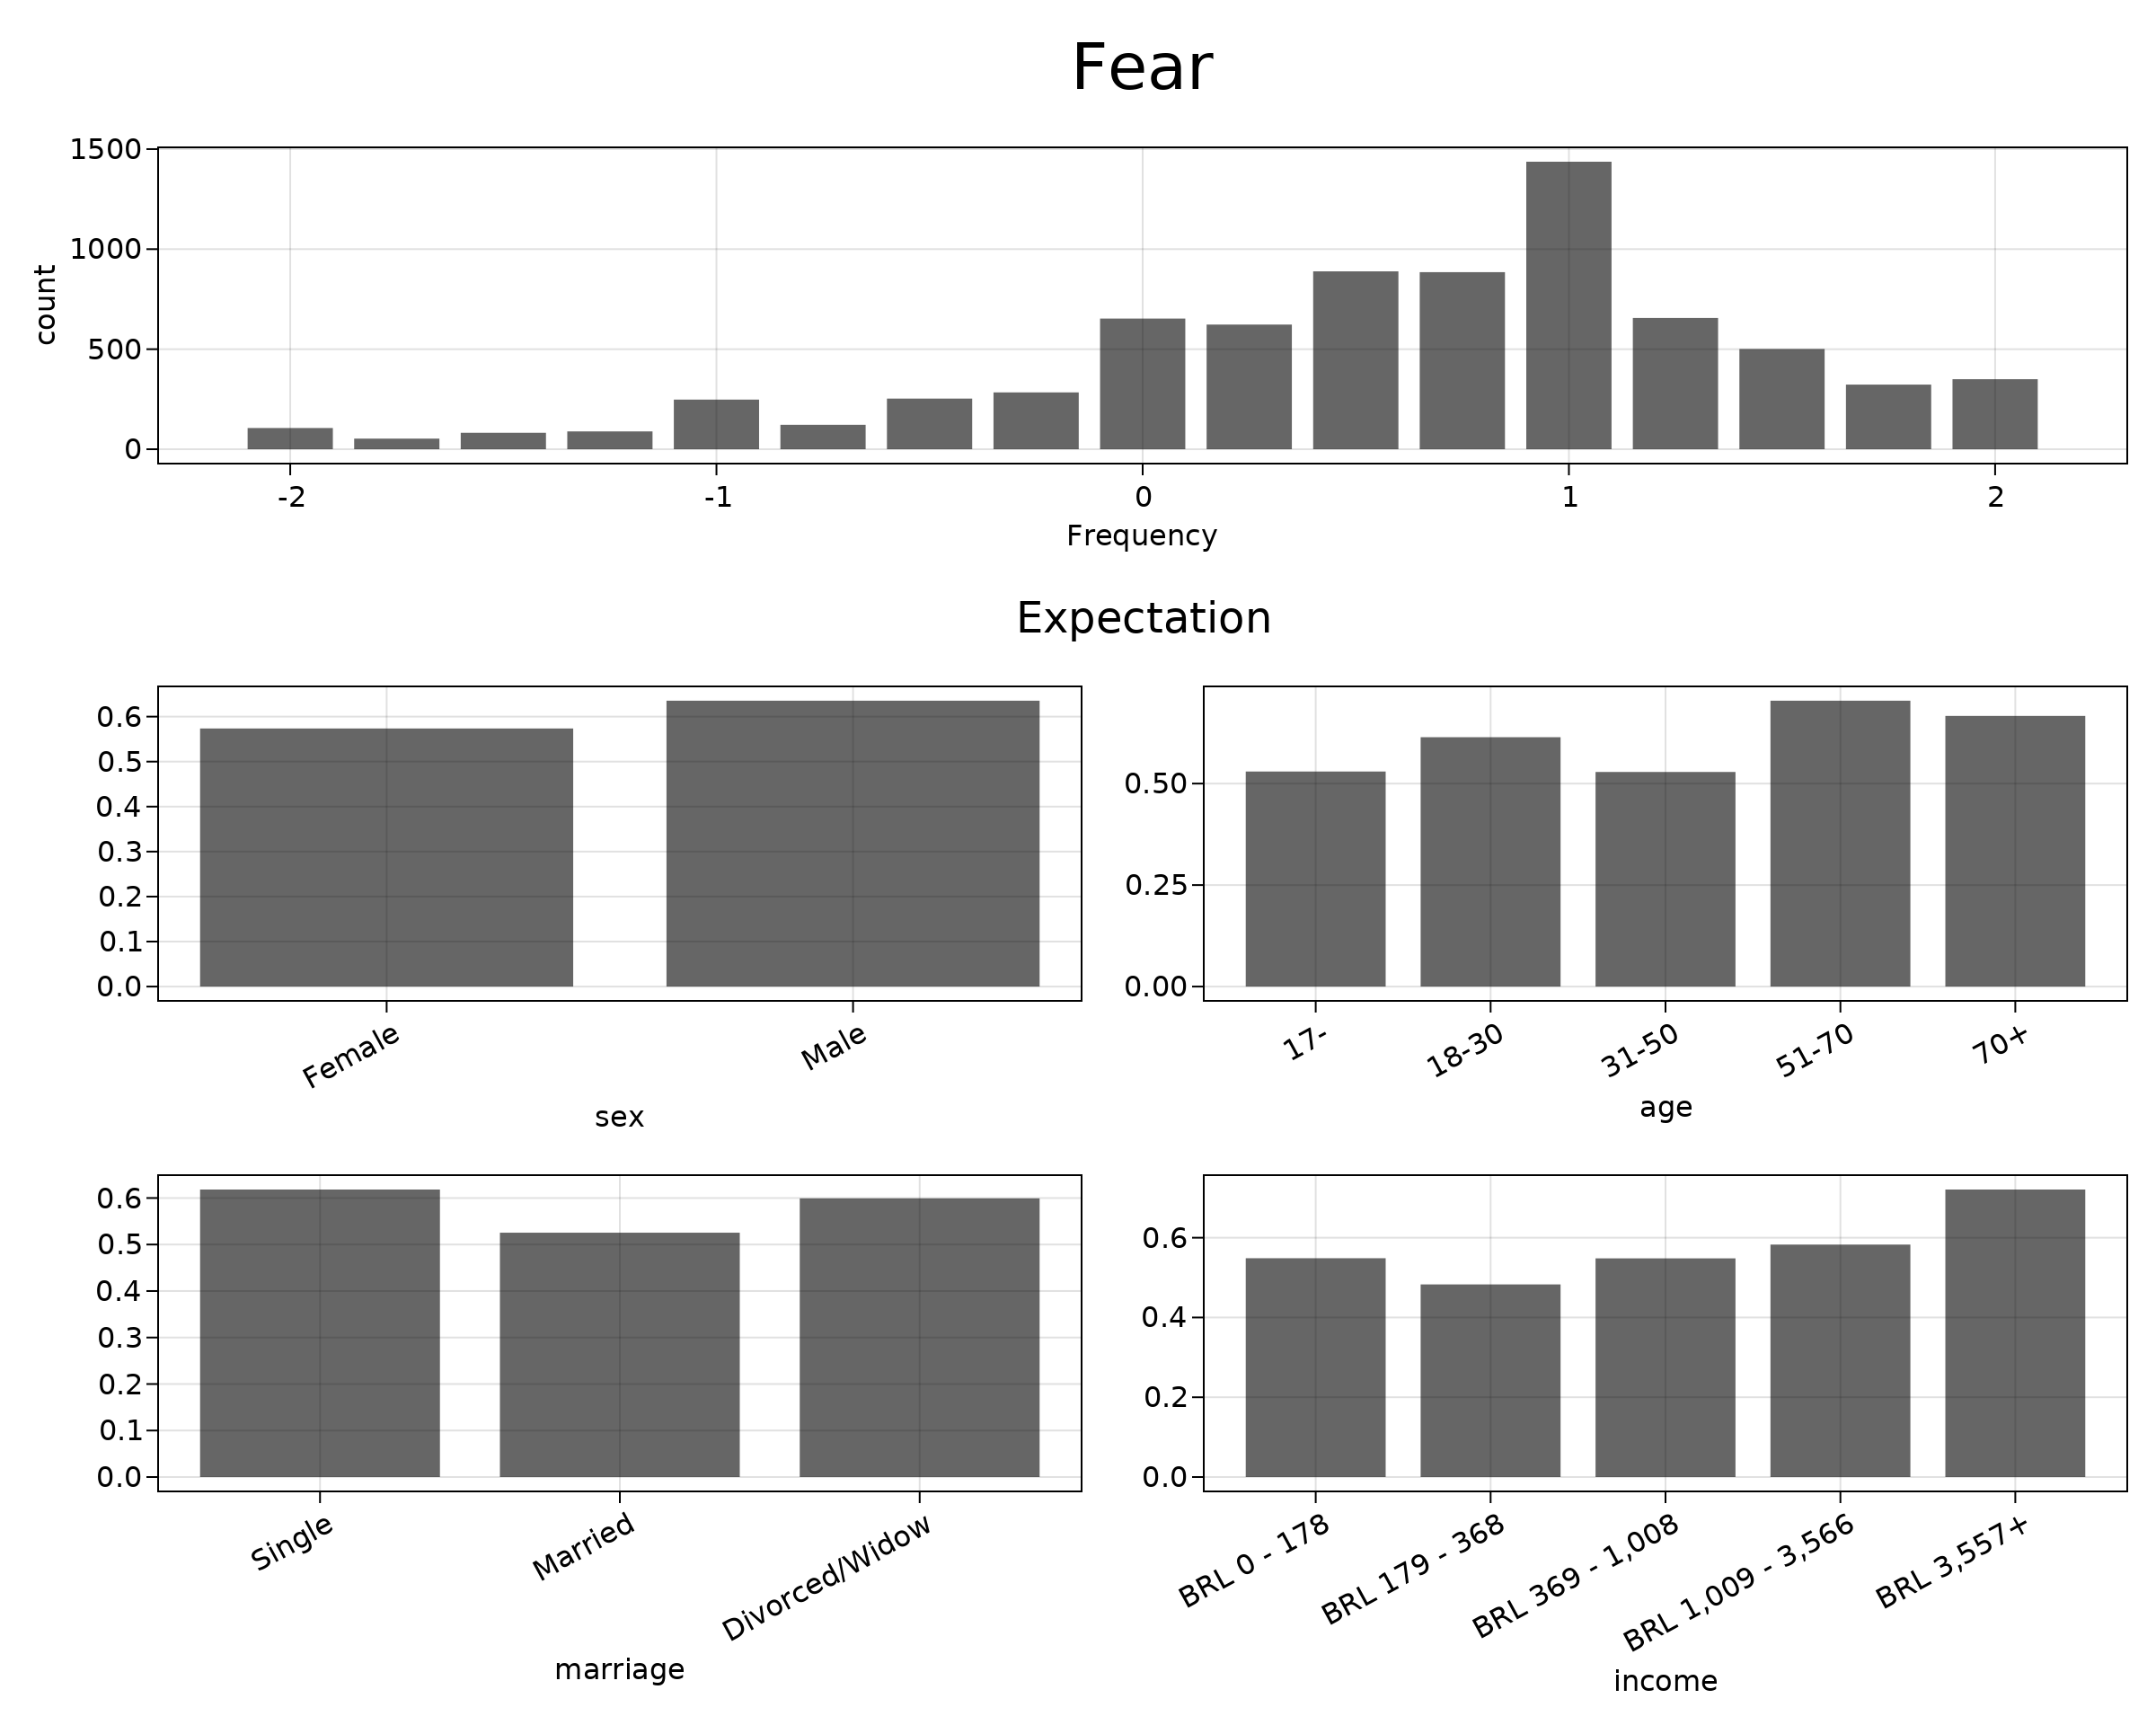 Fear
1500
1000
500
0
count
-2 -1 0 1 2
Frequency
Expectation
0.6
0.5
0.4
0.3
0.2
0.1
0.0
Female Male
sex
0.50
0.25
0.00
17- 18-30 31-50 51-70 70+
age
0.6
0.5
0.4
0.3
0.2
0.1
0.0
Single Married Divorced/Widow
marriage
0.6
0.4
0.2
0.0
BRL 0 - 178 BRL 179 - 368 BRL 369 - 1,008 BRL 1,009 - 3,566 BRL 3,557+
income